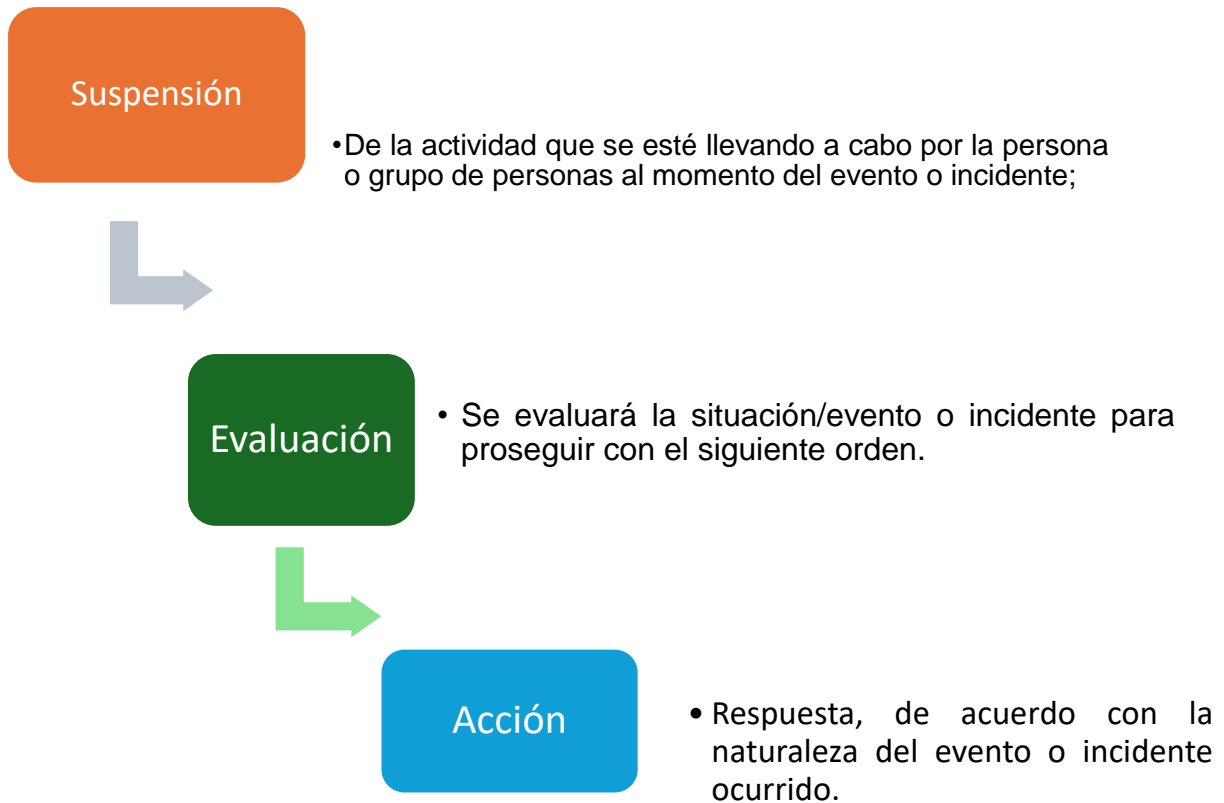 Suspensión
•De la actividad que se esté llevando a cabo por la persona
o grupo de personas al momento del evento o incidente;
Evaluación
• Se evaluará la situación/evento o incidente para
proseguir con el siguiente orden.
Acción
• Respuesta, de acuerdo con la
naturaleza del evento o incidente
ocurrido.